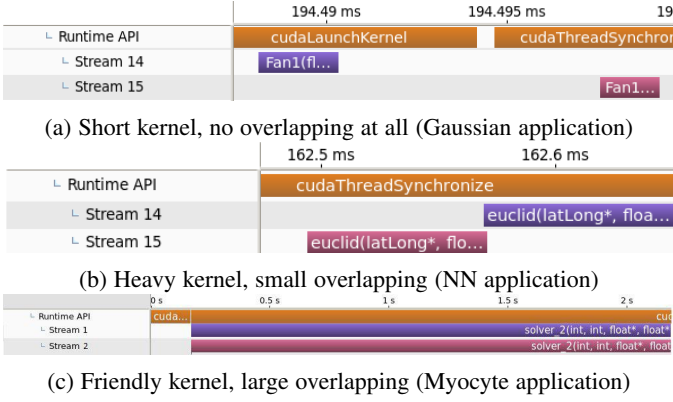 194.49 ms 194.495 ms 19
Runtime API cudaLaunchKernel cudaThreadSynchror
Stream 14 Fan1(fl...
Stream 15 Fan1...
(a) Short kernel, no overlapping at all (Gaussian application)
162.5 ms 162.6 ms
Runtime API cudaThreadSynchronize
Stream 14 euclid(latLong*, floa...
Stream 15 euclid(latLong*, flo...
(b) Heavy kernel, small overlapping (NN application)
0 s 0.5 s 1 s 1.5 s 2 s
Runtime API cuda... cud
Stream 1 solver_2(int, int, float*, float*
Stream 2 solver_2(int, int, float*, float*
(c) Friendly kernel, large overlapping (Myocyte application)